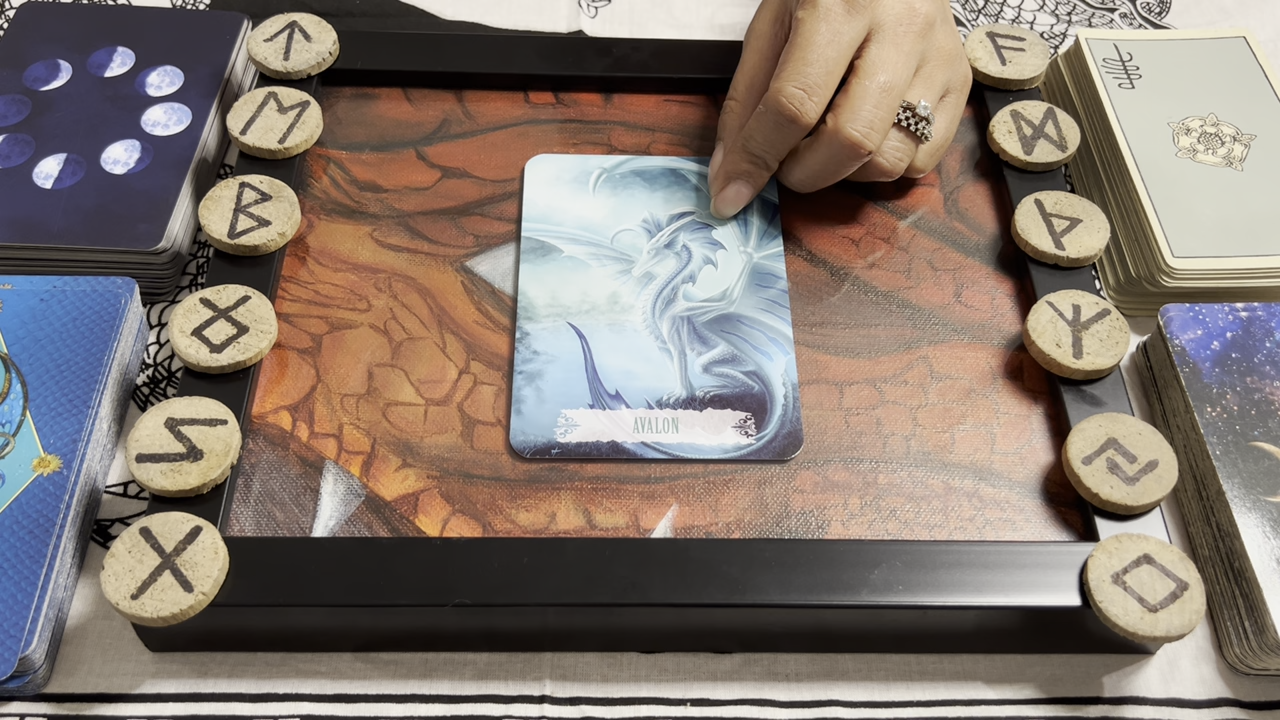 ᛏ
ᛖ
ᛒ
ᛟ
ᛊ
ᚷ
AVALON
ᚨ
ᛞ
ᚦ
ᛉ
ᛃ
ᛜ